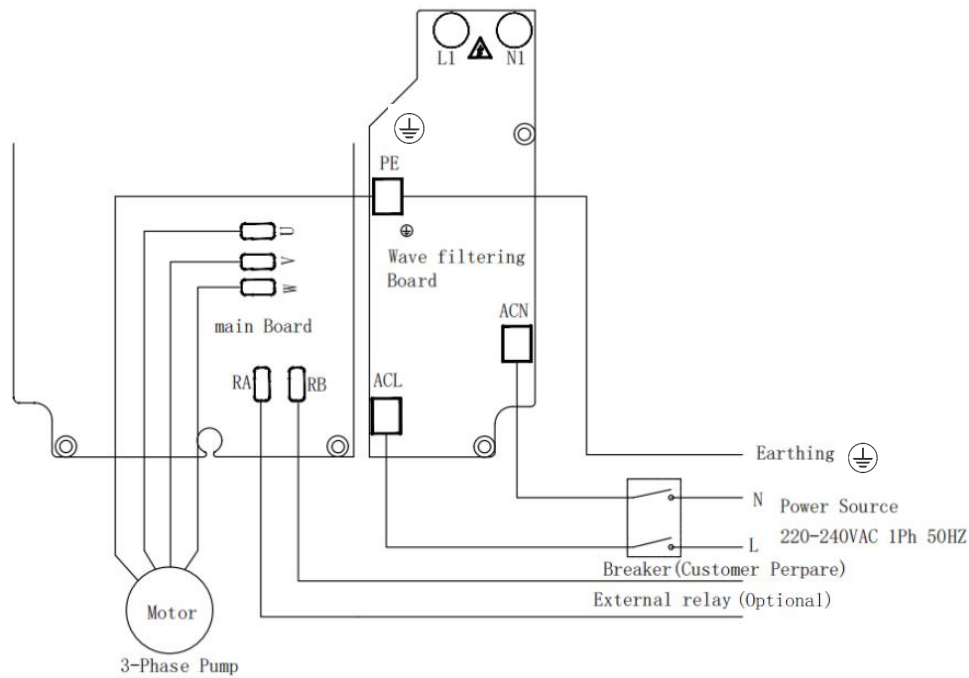 L1 N1
PE
U
V
W
Wave filtering
Board
ACN
main Board
RA RB
ACL
Earthing
N Power Source
L 220-240VAC 1Ph 50HZ
Breaker(Customer Perpare)
External relay (Optional)
Motor
3-Phase Pump